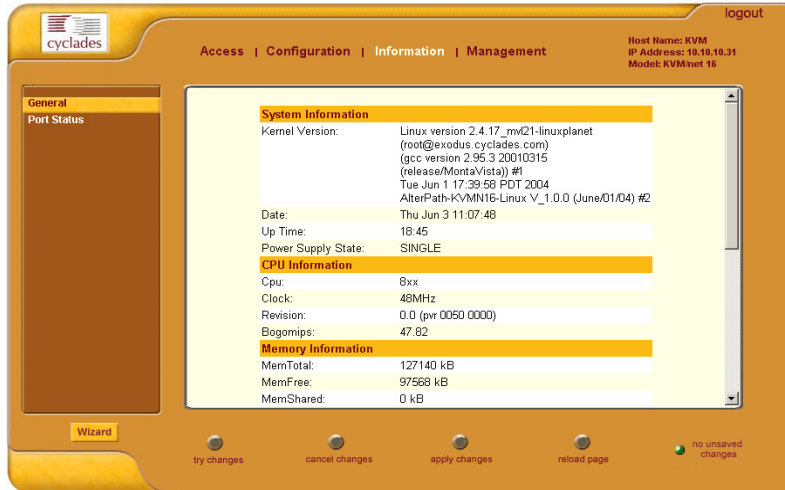 logout
cyclades
Access | Configuration | Information | Management
Host Name: KVM
IP Address: 10.10.10.31
Model: KVM/net 16
General
Port Status
System Information
Kernel Version: Linux version 2.4.17_mvl21-linuxplanet
(root@exodus.cyclades.com)
(gcc version 2.95.3 20010315
(release/MontaVista)) #1
Tue Jun 1 17:39:58 PDT 2004
AlterPath-KVMN16-Linux V_1.0.0 (June/01/04) #2
Date: Thu Jun 3 11:07:48
Up Time: 18:45
Power Supply State: SINGLE
CPU Information
Cpu: 8xx
Clock: 48MHz
Revision: 0.0 (pvr 0050 0000)
Bogomips: 47.82
Memory Information
MemTotal: 127140 kB
MemFree: 97568 kB
MemShared: 0 kB
Wizard
try changes
cancel changes
apply changes
reload page
no unsaved
changes